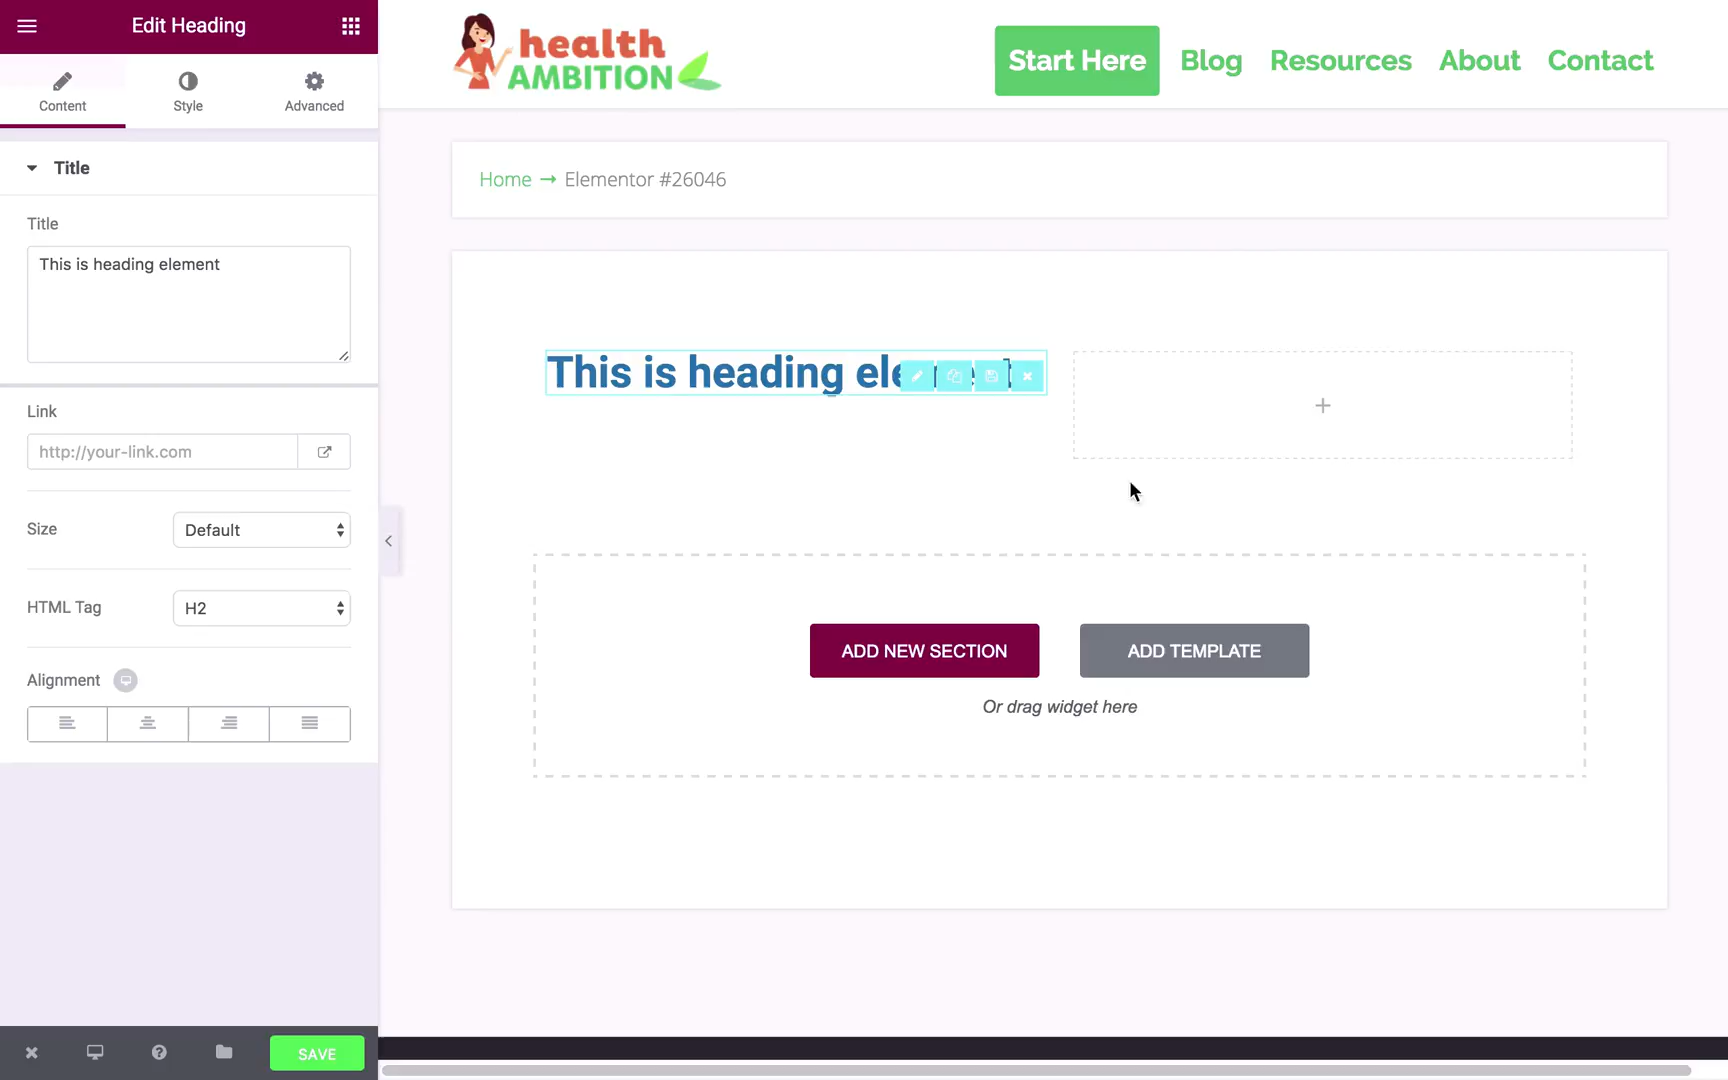 Edit Heading
Content
Style
Advanced
Title
Title
This is heading element
Link
http://your-link.com
Size
Default
HTML Tag
H2
Alignment
SAVE
health
AMBITION
Start Here
Blog
Resources
About
Contact
Home → Elementor #26046
This is heading
ADD NEW SECTION
ADD TEMPLATE
Or drag widget here